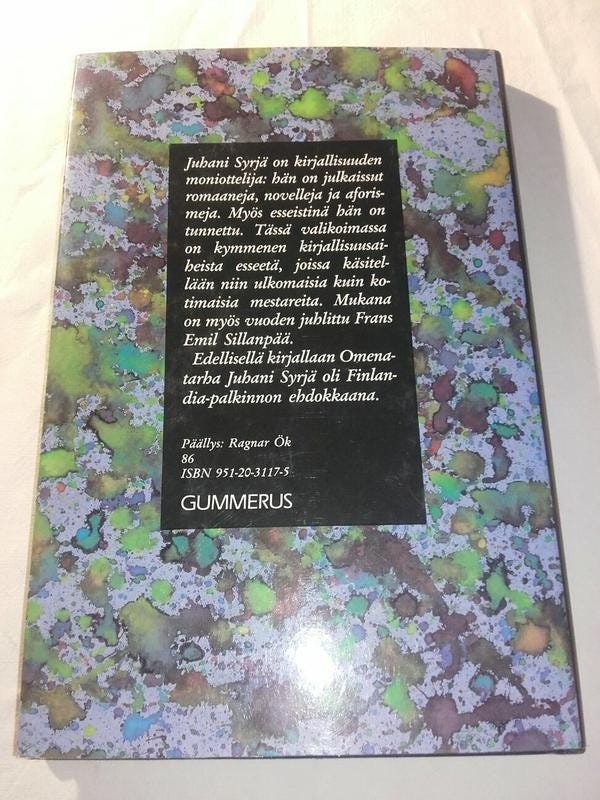 Juhani Syrjä on kirjallisuuden
moniottelija: hän on julkaissut
romaaneja, novelleja ja aforis-
meja. Myös esseistinä hän on
tunnettu. Tässä valikoimassa
on kymmenen kirjallisuusai-
heista esseetä, joissa käsitel-
lään niin ulkomaisia kuin ko-
timaisia mestareita. Mukana
on myös vuoden juhlittu Frans
Emil Sillanpää.
Edellisellä kirjallaan Omena-
tarha Juhani Syrjä oli Finlan-
dia-palkinnon ehdokkaana.
Päällys: Ragnar Ök
86
ISBN 951-20-3117-5
GUMMERUS